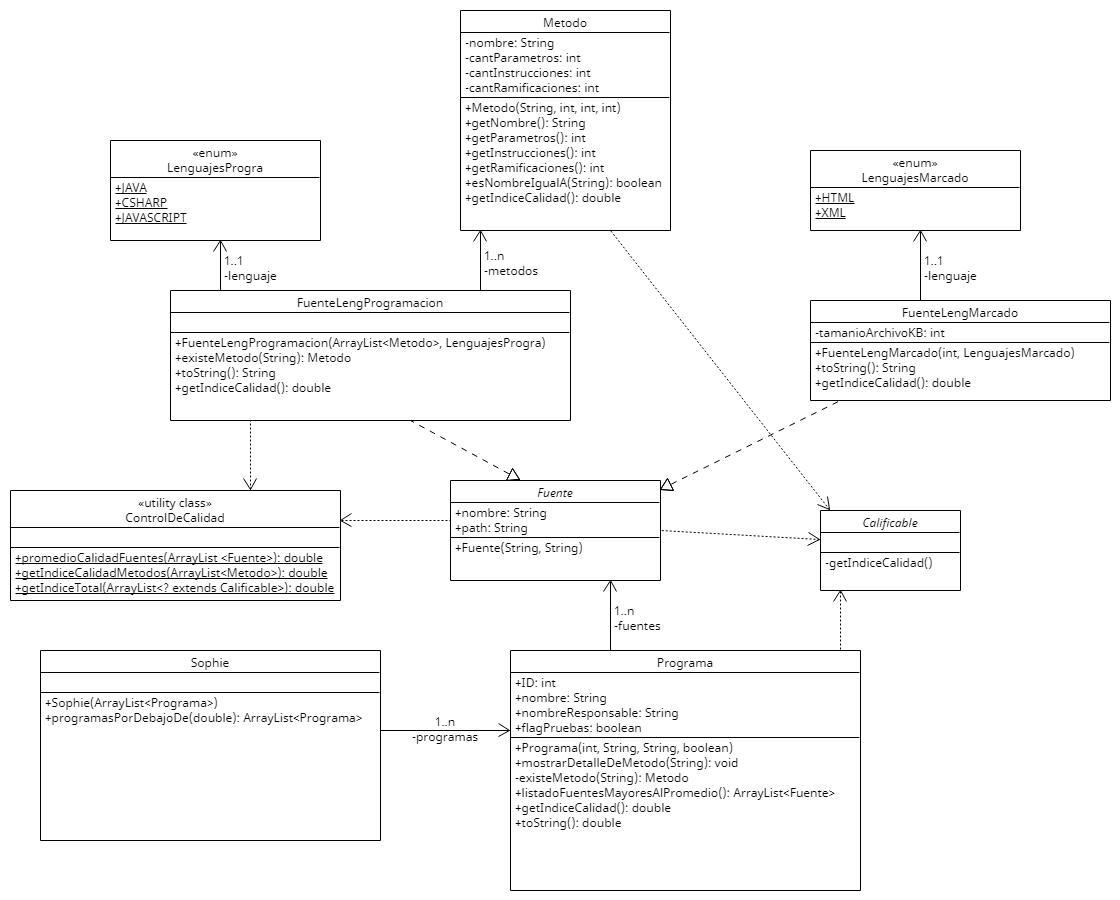 Metodo
-nombre: String
-cantParametros: int
-cantInstrucciones: int
-cantRamificaciones: int
+Metodo(String, int, int, int)
+getNombre(): String
+getParametros(): int
+getInstrucciones(): int
+getRamificaciones(): int
+esNombreIgualA(String): boolean
+getIndiceCalidad(): double
«enum»
LenguajesProgra
+JAVA
+CSHARP
+JAVASCRIPT
«enum»
LenguajesMarcado
+HTML
+XML
1..1
-lenguaje
1..n
-metodos
1..1
-lenguaje
FuenteLengProgramacion
+FuenteLengProgramacion(ArrayList<Metodo>, LenguajesProgra)
+existeMetodo(String): Metodo
+toString(): String
+getIndiceCalidad(): double
FuenteLengMarcado
-tamanioArchivoKB: int
+FuenteLengMarcado(int, LenguajesMarcado)
+toString(): String
+getIndiceCalidad(): double
«utility class»
ControlDeCalidad
+promedioCalidadFuentes(ArrayList <Fuente>): double
+getIndiceCalidadMetodos(ArrayList<Metodo>): double
+getIndiceTotal(ArrayList<? extends Calificable>): double
Fuente
+nombre: String
+path: String
+Fuente(String, String)
Calificable
-getIndiceCalidad()
1..n
-fuentes
Sophie
+Sophie(ArrayList<Programa>)
+programasPorDebajoDe(double): ArrayList<Programa>
1..n
-programas
Programa
+ID: int
+nombre: String
+nombreResponsable: String
+flagPruebas: boolean
+Programa(int, String, String, boolean)
+mostrarDetalleDeMetodo(String): void
-existeMetodo(String): Metodo
+listadoFuentesMayoresAlPromedio(): ArrayList<Fuente>
+getIndiceCalidad(): double
+toString(): double